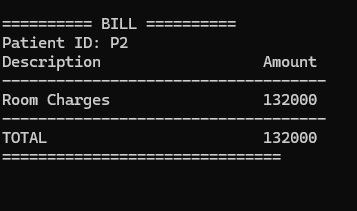 ========== BILL ==========
Patient ID: P2
Description                  Amount
------------------------------------
Room Charges                 132000
------------------------------------
TOTAL                        132000
===============================